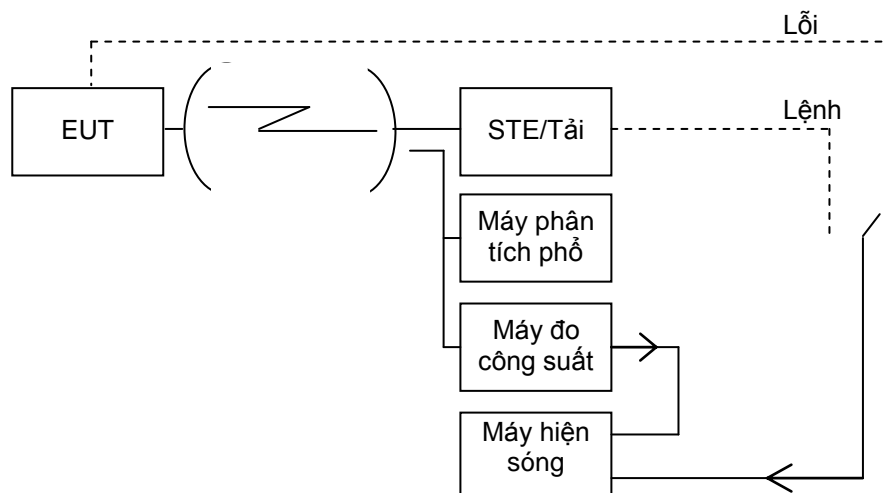 Lỗi
EUT
STE/Tải
Lệnh
Máy phân
tích phổ
Máy đo
công suất
Máy hiện
sóng